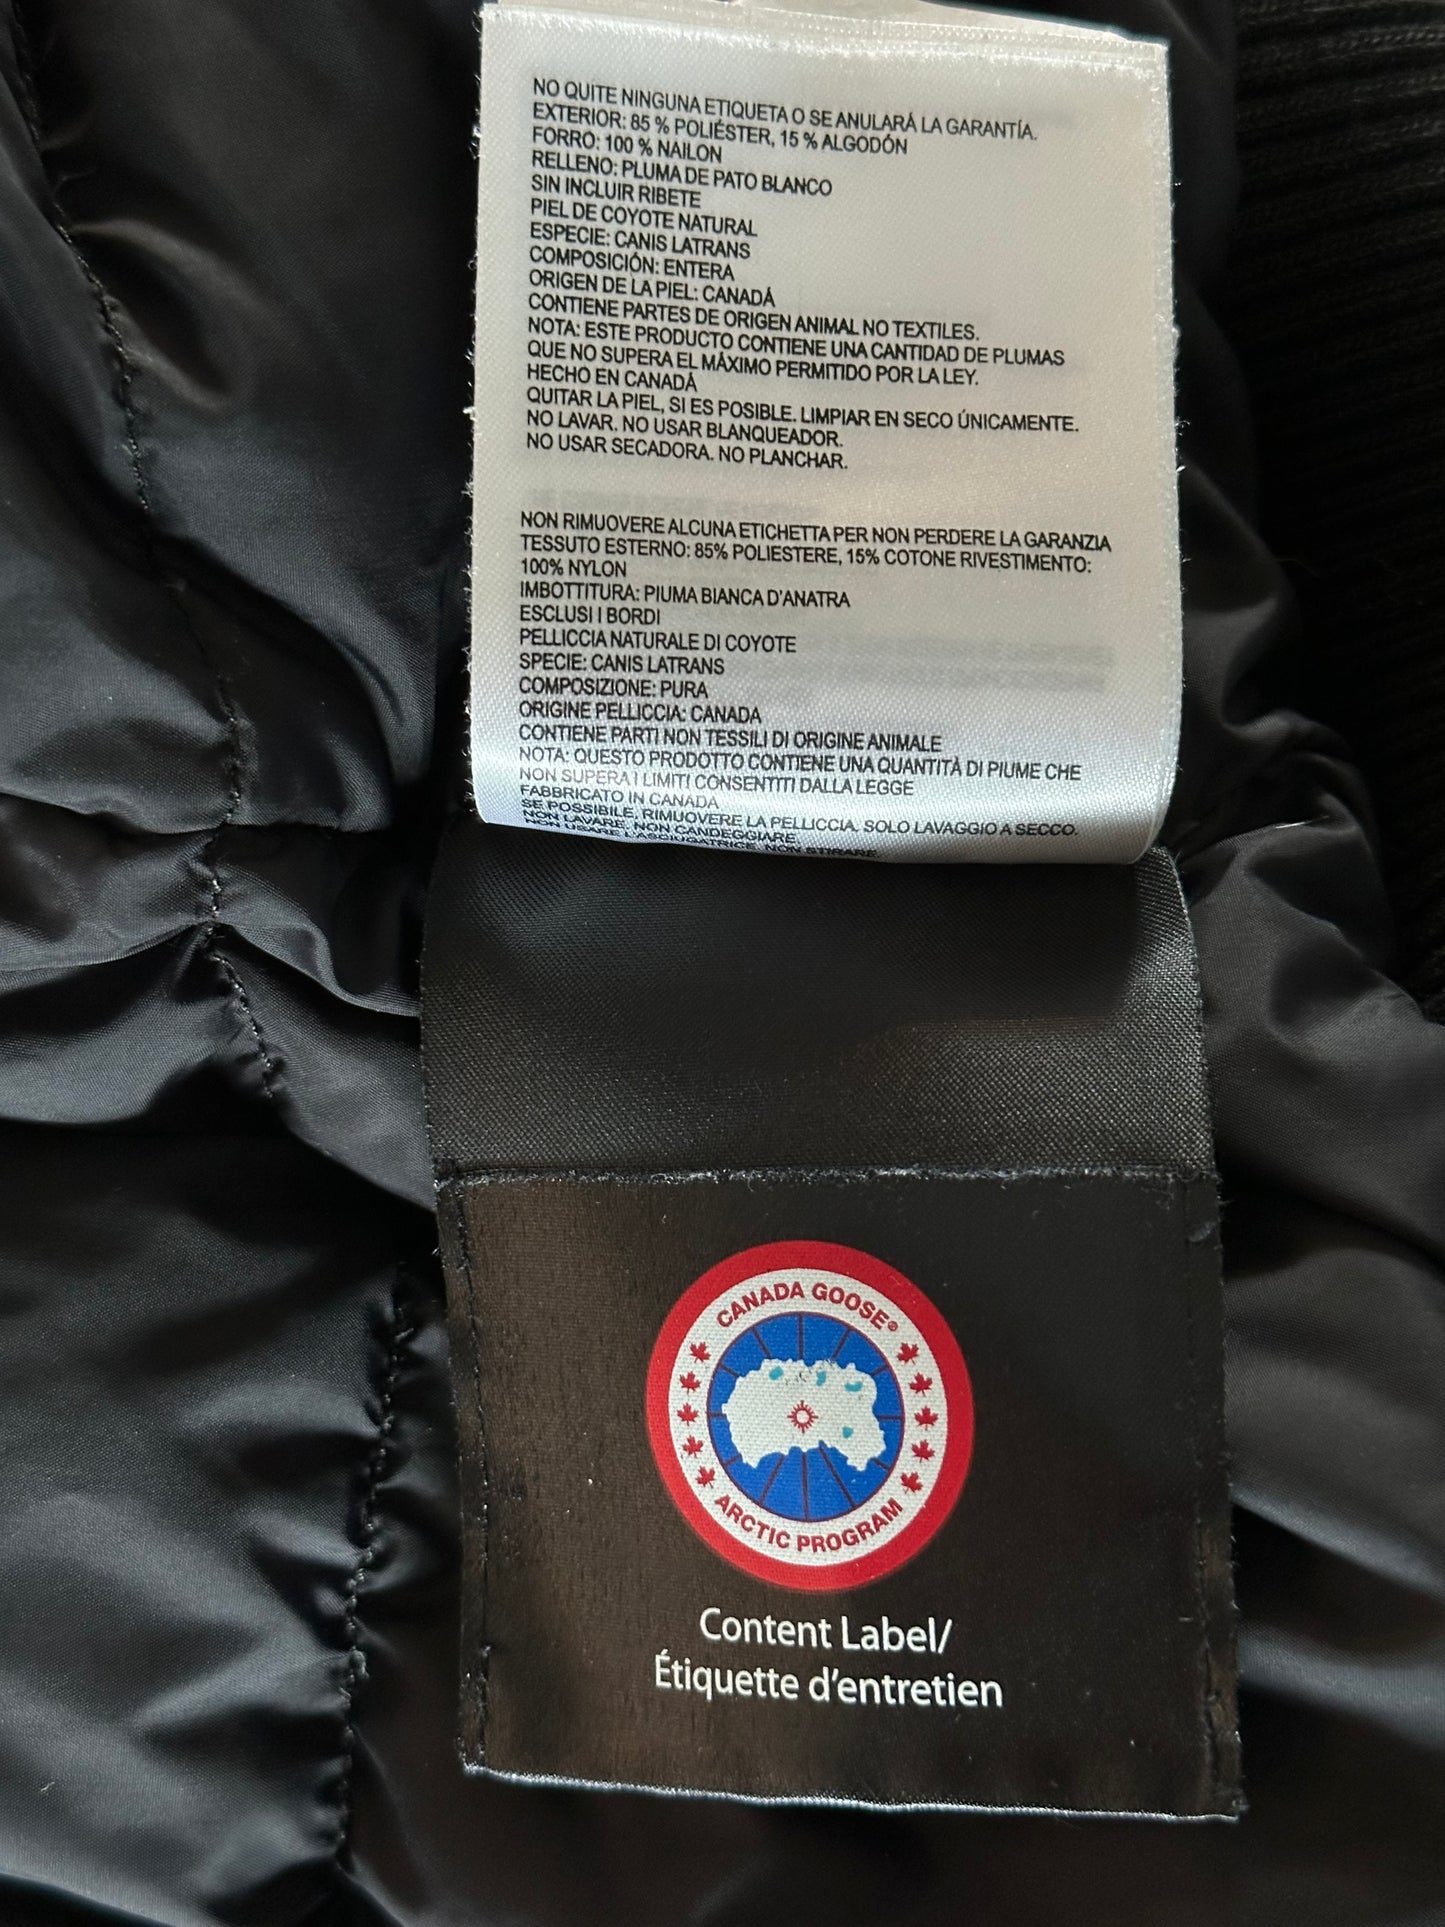 NO QUITE NINGUNA ETIQUETA O SE ANULARÁ LA GARANTÍA.
EXTERIOR: 85 % POLIÉSTER, 15 % ALGODÓN
FORRO: 100 % NAILON
RELLENO: PLUMA DE PATO BLANCO
SIN INCLUIR RIBETE
PIEL DE COYOTE NATURAL
ESPECIE: CANIS LATRANS
COMPOSICIÓN: ENTERA
ORIGEN DE LA PIEL: CANADÁ
CONTIENE PARTES DE ORIGEN ANIMAL NO TEXTILES.
NOTA: ESTE PRODUCTO CONTIENE UNA CANTIDAD DE PLUMAS
QUE NO SUPERA EL MÁXIMO PERMITIDO POR LA LEY.
HECHO EN CANADÁ
QUITAR LA PIEL, SI ES POSIBLE. LIMPIAR EN SECO ÚNICAMENTE.
NO LAVAR. NO USAR BLANQUEADOR.
NO USAR SECADORA. NO PLANCHAR.
NON RIMUOVERE ALCUNA ETICHETTA PER NON PERDERE LA GARANZIA
TESSUTO ESTERNO: 85% POLIESTERE, 15% COTONE RIVESTIMENTO:
100% NYLON
IMBOTTITURA: PIUMA BIANCA D'ANATRA
ESCLUSI I BORDI
PELLICCIA NATURALE DI COYOTE
SPECIE: CANIS LATRANS
COMPOSIZIONE: PURA
ORIGINE PELLICCIA: CANADA
CONTIENE PARTI NON TESSILI DI ORIGINE ANIMALE
NOTA: QUESTO PRODOTTO CONTIENE UNA QUANTITÀ DI PIUME CHE
NON SUPERA I LIMITI CONSENTITI DALLA LEGGE
FABBRICATO IN CANADA
SE POSSIBILE, RIMUOVERE LA PELLICCIA. SOLO LAVAGGIO A SECCO.
NON LAVARE. NON CANDEGGIARE.
NON USARE L'ASCIUGATRICE. NON STIRARE.
CANADA GOOSE®
ARCTIC PROGRAM
Content Label/
Étiquette d'entretien